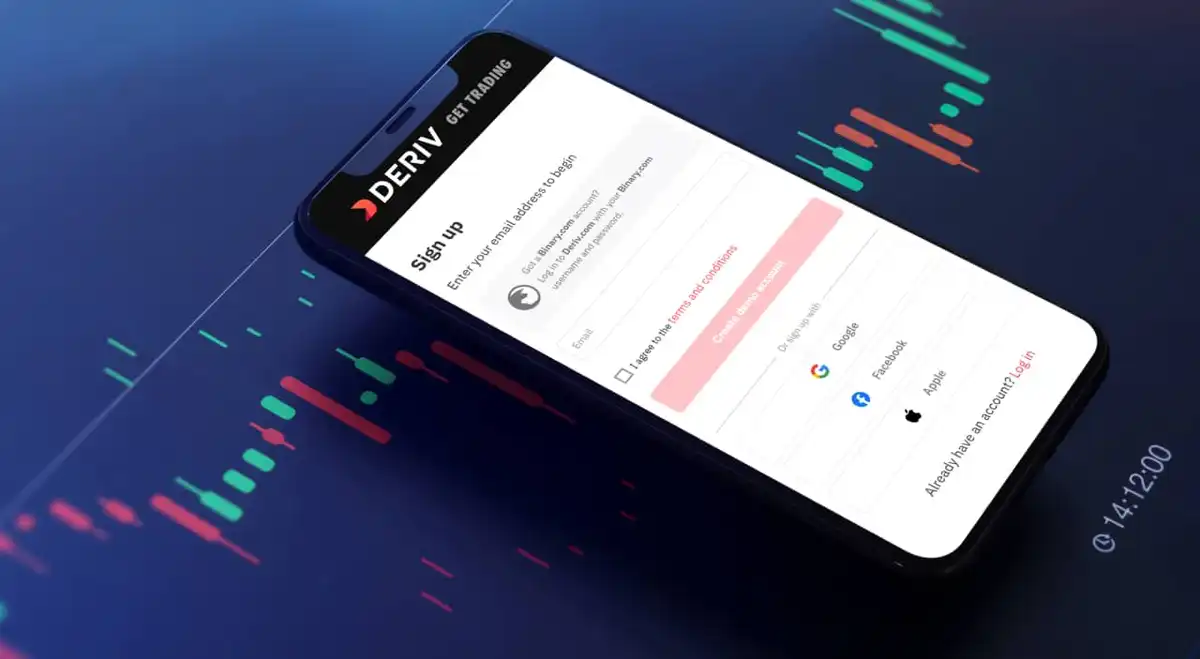 DERIV GET TRADING
Sign up
Enter your email address to begin
Got a Binary.com account?
Log in to Deriv.com with your Binary.com
username and password.
Email
I agree to the terms and conditions
Create demo account
Or sign up with
Google
Facebook
Apple
Already have an account? Log in
14:12:00